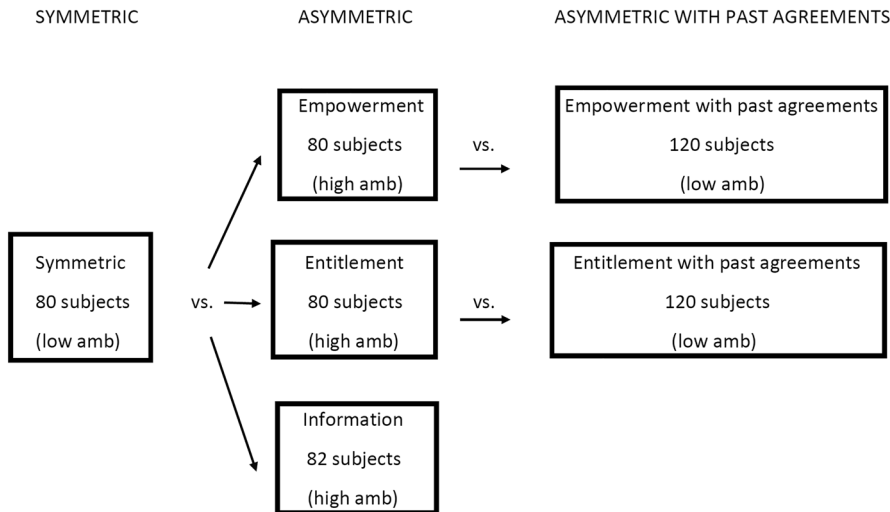 SYMMETRIC
ASYMMETRIC
ASYMMETRIC WITH PAST AGREEMENTS
Symmetric
80 subjects
(low amb)
vs.
Empowerment
80 subjects
(high amb)
vs.
Empowerment with past agreements
120 subjects
(low amb)
Entitlement
80 subjects
(high amb)
vs.
Entitlement with past agreements
120 subjects
(low amb)
Information
82 subjects
(high amb)